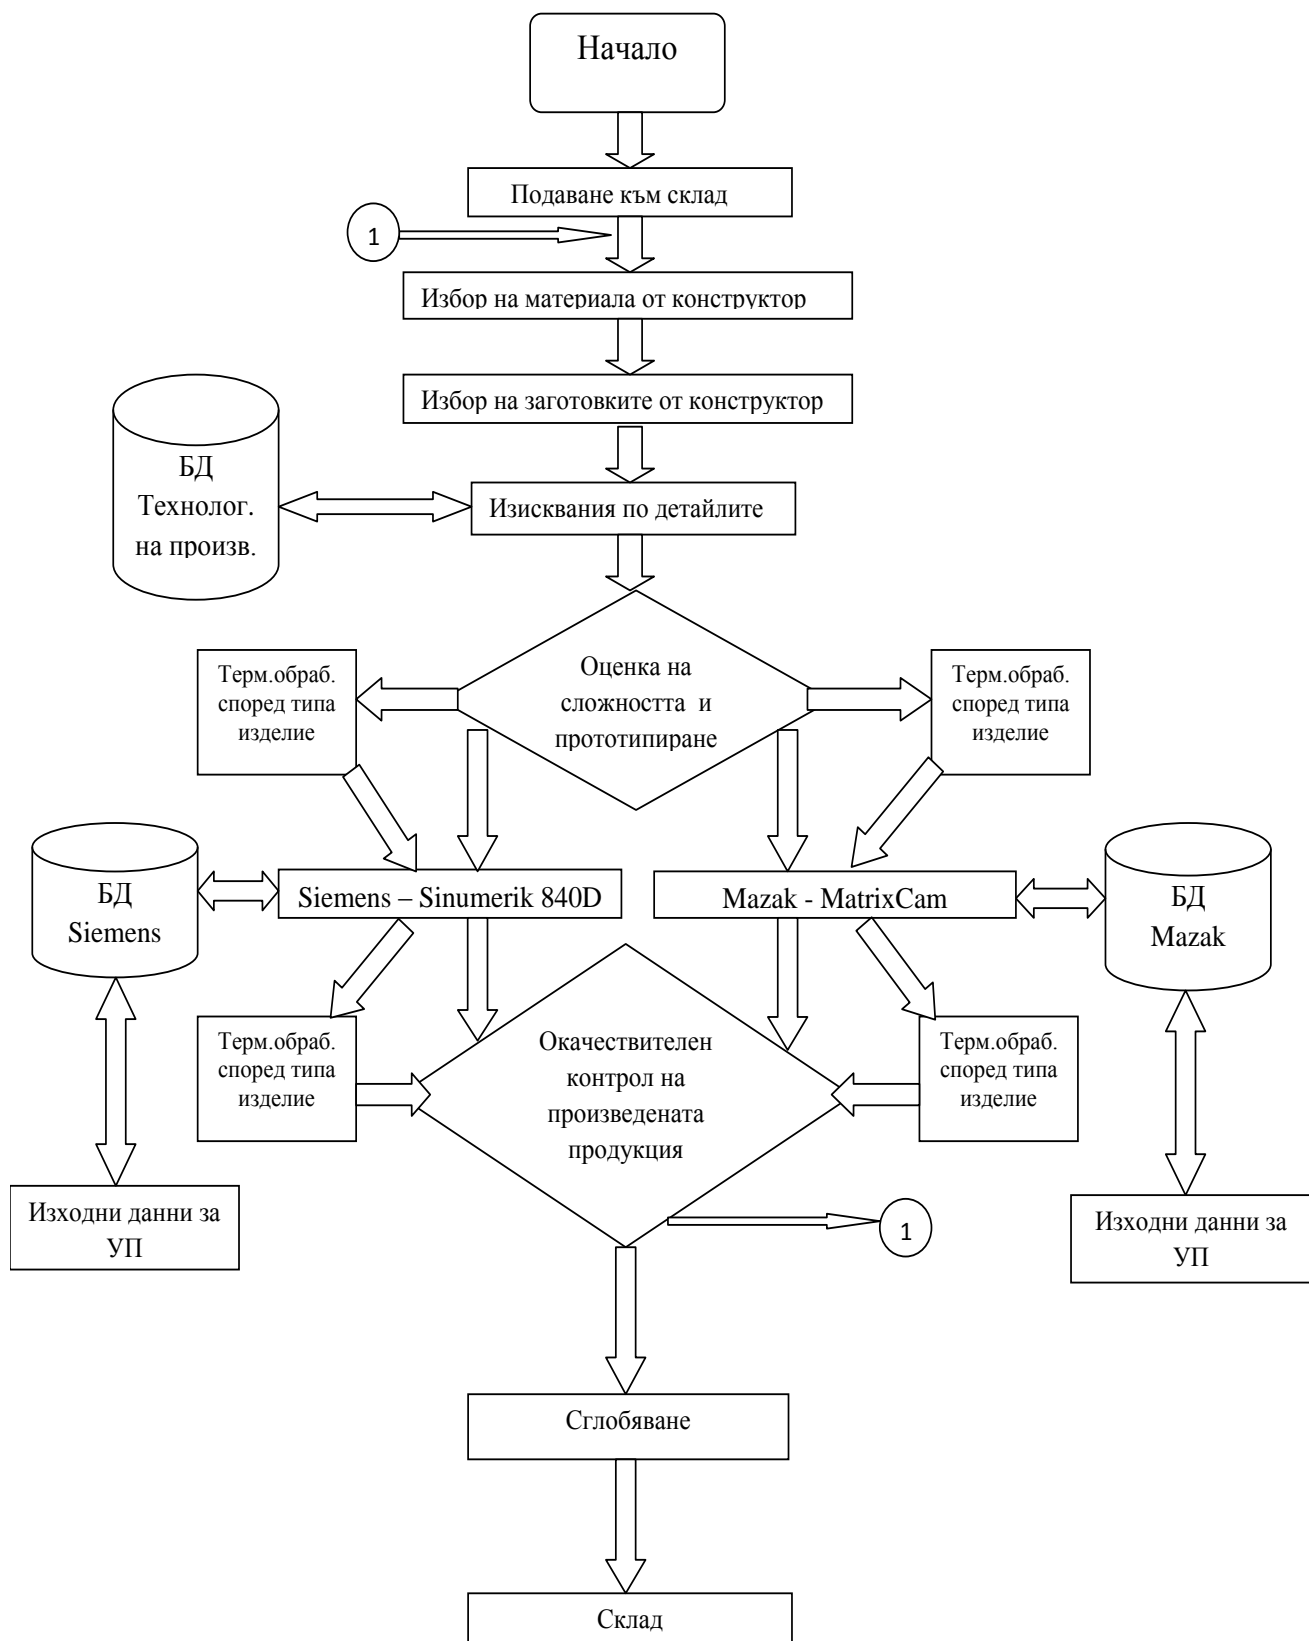 Начало
Подаване към склад
1
Избор на материала от конструктор
Избор на заготовките от конструктор
БД
Технолог.
на произв.
Изисквания по детайлите
Оценка на
сложността и
прототипиране
Терм.обраб.
според типа
изделие
Терм.обраб.
според типа
изделие
БД
Siemens
Siemens – Sinumerik 840D
Mazak - MatrixCam
БД
Mazak
Терм.обраб.
според типа
изделие
Окачествителен
контрол на
произведената
продукция
Терм.обраб.
според типа
изделие
Изходни данни за
УП
1
Изходни данни за
УП
Сглобяване
Склад